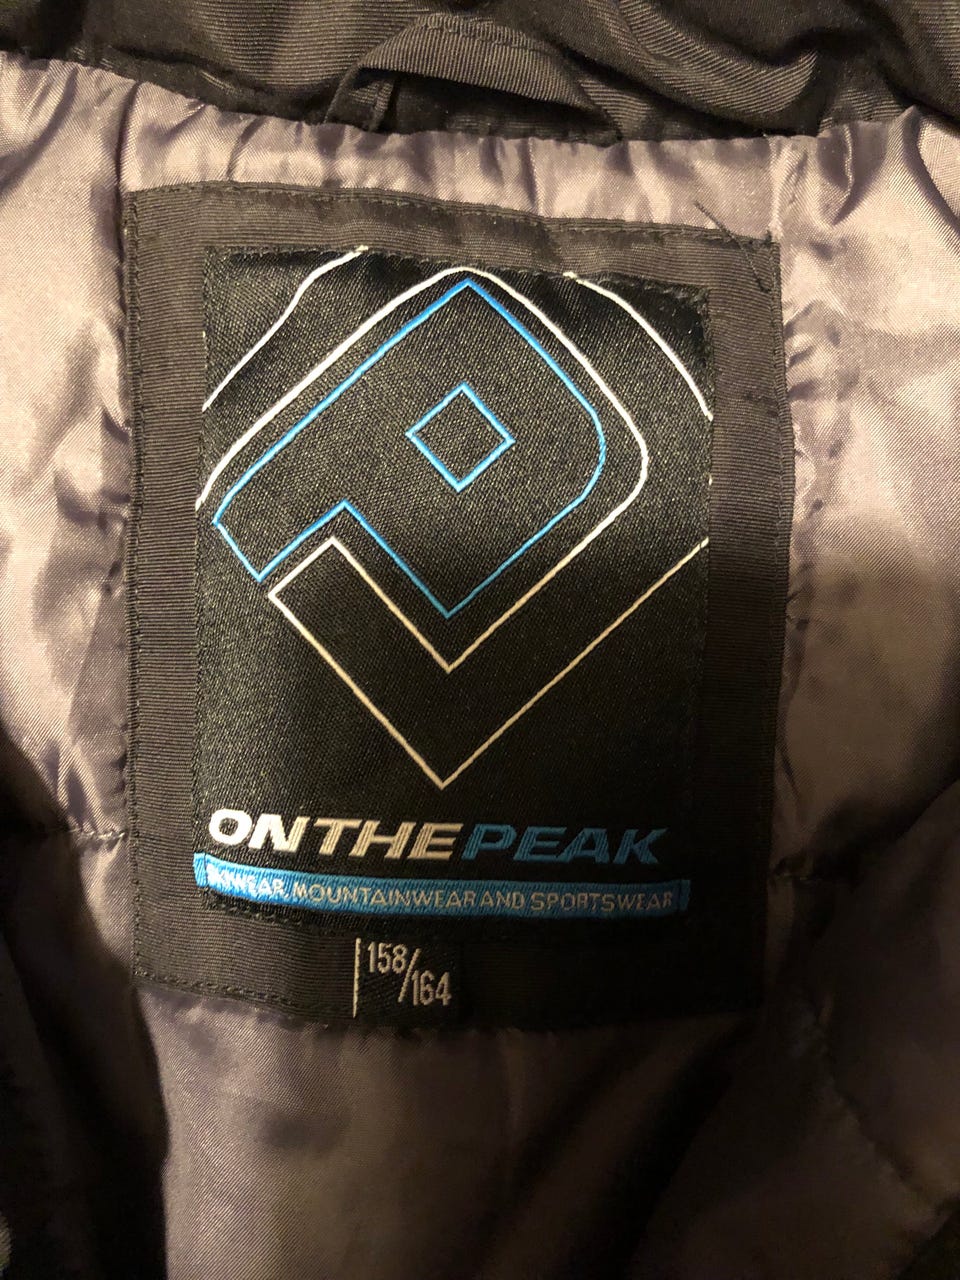 ONTHEPEAK
MOUNTAINWEAR AND SPORTSWEAR
158/164